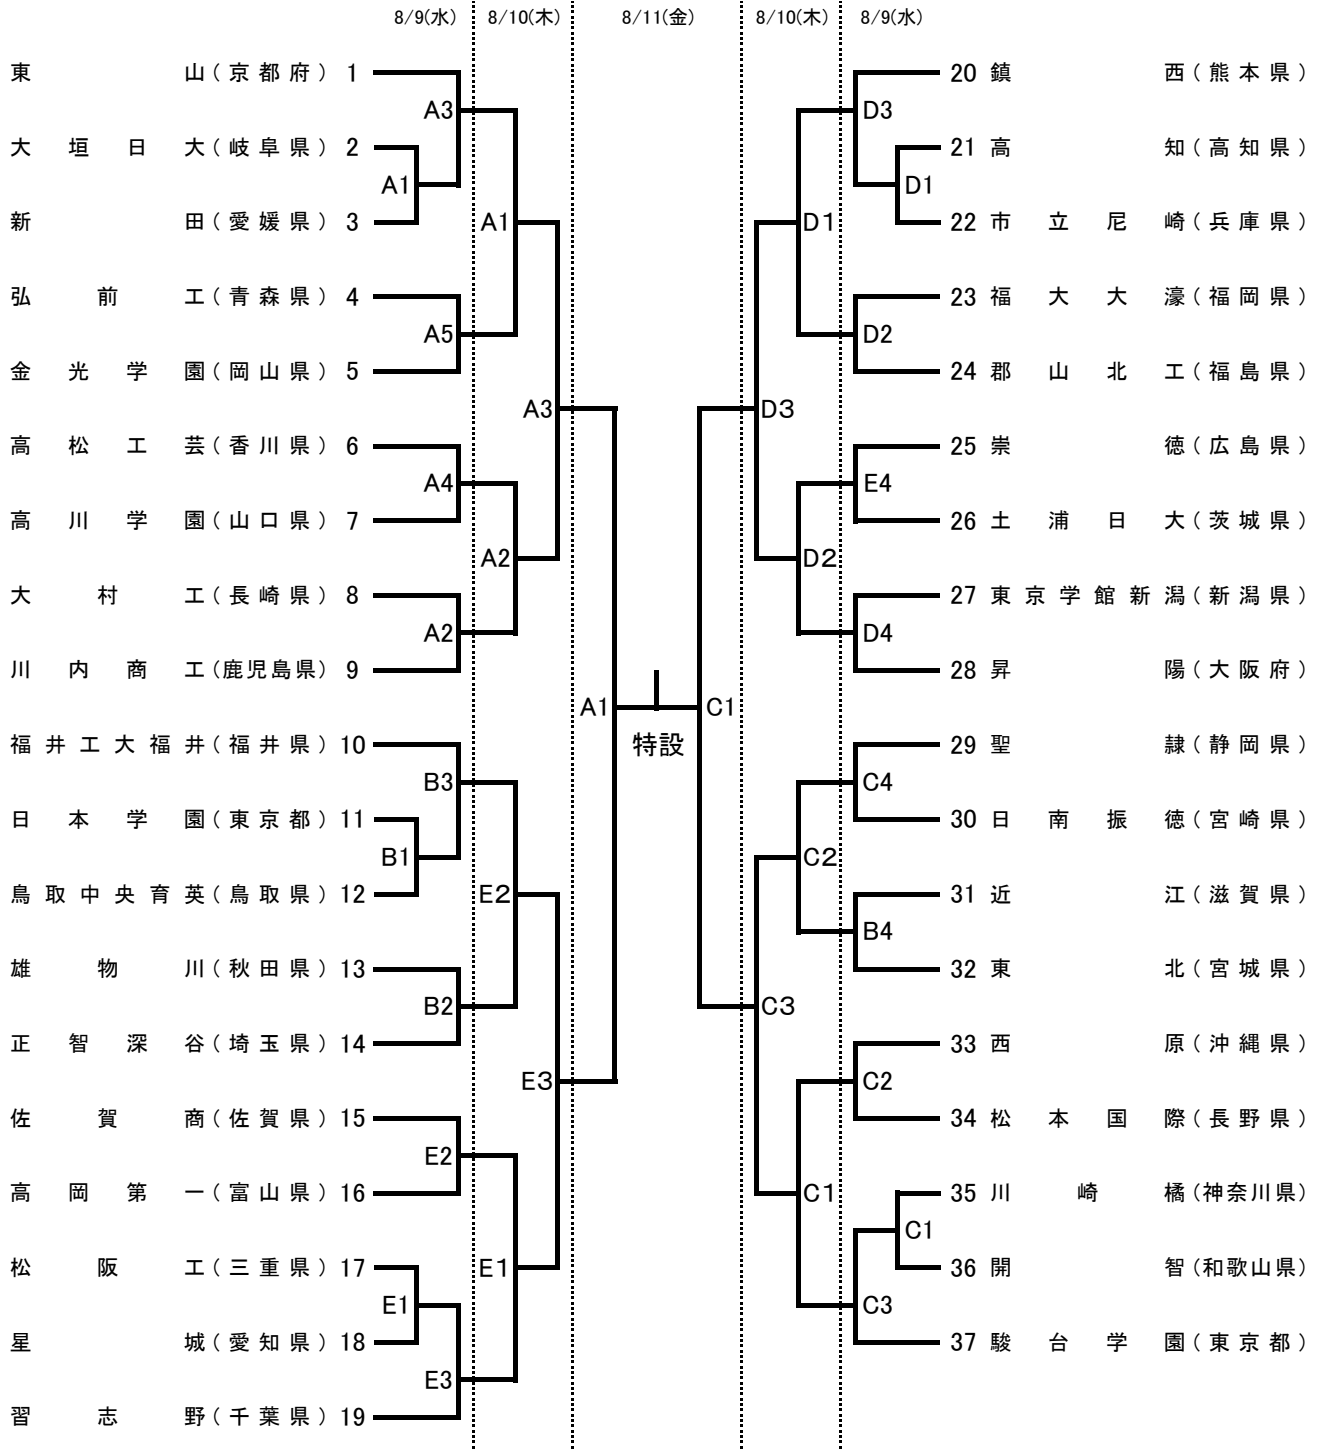 8/9(水) 8/10(木) 8/11(金) 8/10(木) 8/9(水)
東山(京都府) 1 20 鎮西(熊本県)
A3 D3
大垣日大(岐阜県) 2 21 高知(高知県)
A1 D1
新田(愛媛県) 3 A1 D1 22 市立尼崎(兵庫県)
弘前工(青森県) 4 23 福大大濠(福岡県)
A5 D2
金光学園(岡山県) 5 24 郡山北工(福島県)
A3 D3
高松工芸(香川県) 6 25 崇徳(広島県)
A4 E4
高川学園(山口県) 7 26 土浦日大(茨城県)
A2 D2
大村工(長崎県) 8 27 東京学館新潟(新潟県)
A2 D4
川内商工(鹿児島県) 9 28 昇陽(大阪府)
A1 C1
福井工大福井(福井県) 10 特設 29 聖隷(静岡県)
B3 C4
日本学園(東京都) 11 30 日南振徳(宮崎県)
B1 C2
鳥取中央育英(鳥取県) 12 E2 31 近江(滋賀県)
B4
雄物川(秋田県) 13 32 東北(宮城県)
B2 C3
正智深谷(埼玉県) 14 33 西原(沖縄県)
E3 C2
佐賀商(佐賀県) 15 34 松本国際(長野県)
E2
高岡第一(富山県) 16 C1 35 川崎橘(神奈川県)
C1
松阪工(三重県) 17 E1 36 開智(和歌山県)
E1 C3
星城(愛知県) 18 37 駿台学園(東京都)
E3
習志野(千葉県) 19